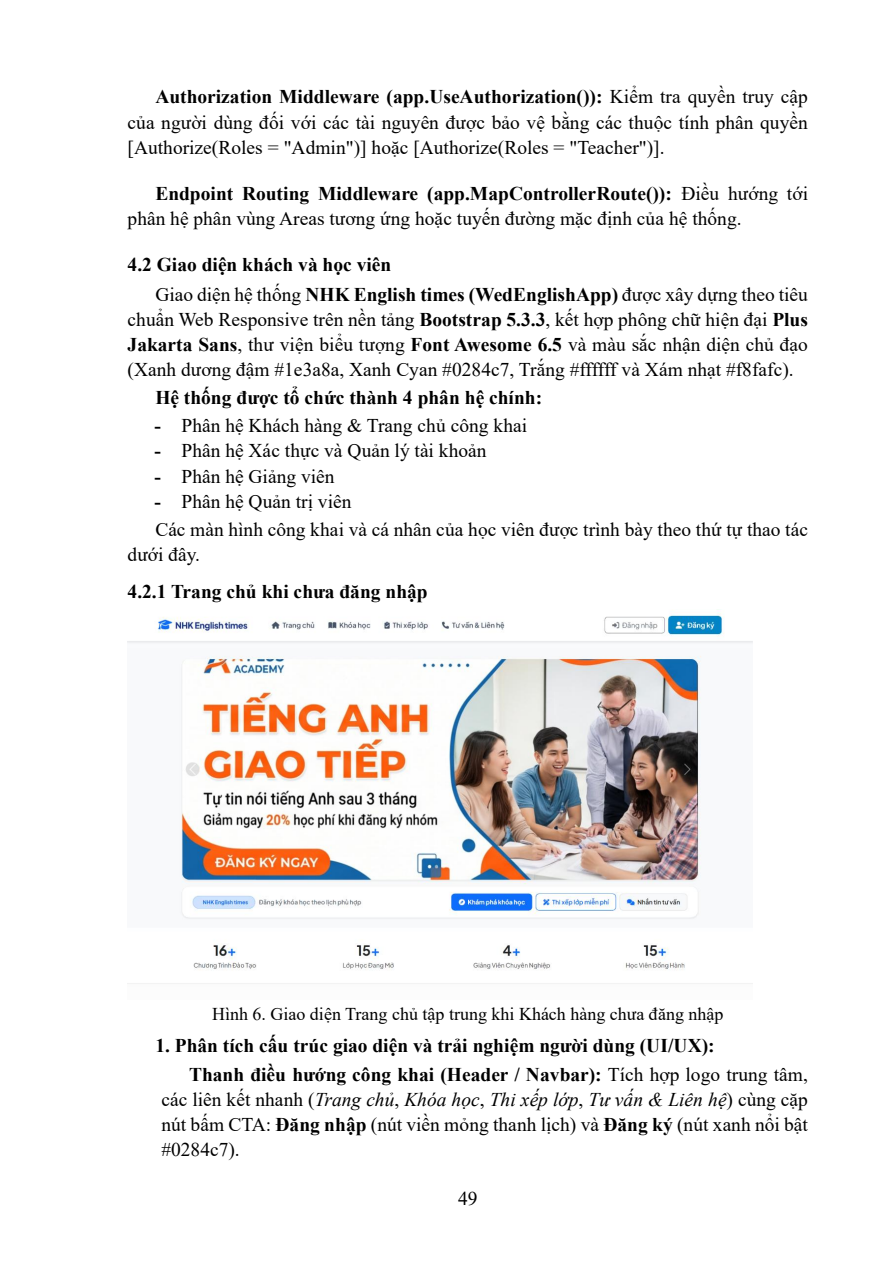 Authorization Middleware (app.UseAuthorization()): Kiểm tra quyền truy cập
của người dùng đối với các tài nguyên được bảo vệ bằng các thuộc tính phân quyền
[Authorize(Roles = "Admin")] hoặc [Authorize(Roles = "Teacher")].
Endpoint Routing Middleware (app.MapControllerRoute()): Điều hướng tới
phân hệ phân vùng Areas tương ứng hoặc tuyến đường mặc định của hệ thống.
4.2 Giao diện khách và học viên
Giao diện hệ thống NHK English times (WedEnglishApp) được xây dựng theo tiêu
chuẩn Web Responsive trên nền tảng Bootstrap 5.3.3, kết hợp phông chữ hiện đại Plus
Jakarta Sans, thư viện biểu tượng Font Awesome 6.5 và màu sắc nhận diện chủ đạo
(Xanh dương đậm #1e3a8a, Xanh Cyan #0284c7, Trắng #ffffff và Xám nhạt #f8fafc).
Hệ thống được tổ chức thành 4 phân hệ chính:
- Phân hệ Khách hàng & Trang chủ công khai
- Phân hệ Xác thực và Quản lý tài khoản
- Phân hệ Giảng viên
- Phân hệ Quản trị viên
Các màn hình công khai và cá nhân của học viên được trình bày theo thứ tự thao tác
dưới đây.
4.2.1 Trang chủ khi chưa đăng nhập
NHK English times Trang chủ Khóa học Thi xếp lớp Tư vấn & Liên hệ Đăng nhập Đăng ký
ACADEMY
TIẾNG ANH
GIAO TIẾP
Tự tin nói tiếng Anh sau 3 tháng
Giảm ngay 20% học phí khi đăng ký nhóm
ĐĂNG KÝ NGAY
NHK English times Đăng ký khóa học theo lịch phù hợp Khám phá khóa học Thi xếp lớp miễn phí Nhắn tin tư vấn
16+ 15+ 4+ 15+
Chương Trình Đào Tạo Lớp Học Đang Mở Giảng Viên Chuyên Nghiệp Học Viên Đồng Hành
Hình 6. Giao diện Trang chủ tập trung khi Khách hàng chưa đăng nhập
1. Phân tích cấu trúc giao diện và trải nghiệm người dùng (UI/UX):
Thanh điều hướng công khai (Header / Navbar): Tích hợp logo trung tâm,
các liên kết nhanh (Trang chủ, Khóa học, Thi xếp lớp, Tư vấn & Liên hệ) cùng cặp
nút bấm CTA: Đăng nhập (nút viền mỏng thanh lịch) và Đăng ký (nút xanh nổi bật
#0284c7).
49